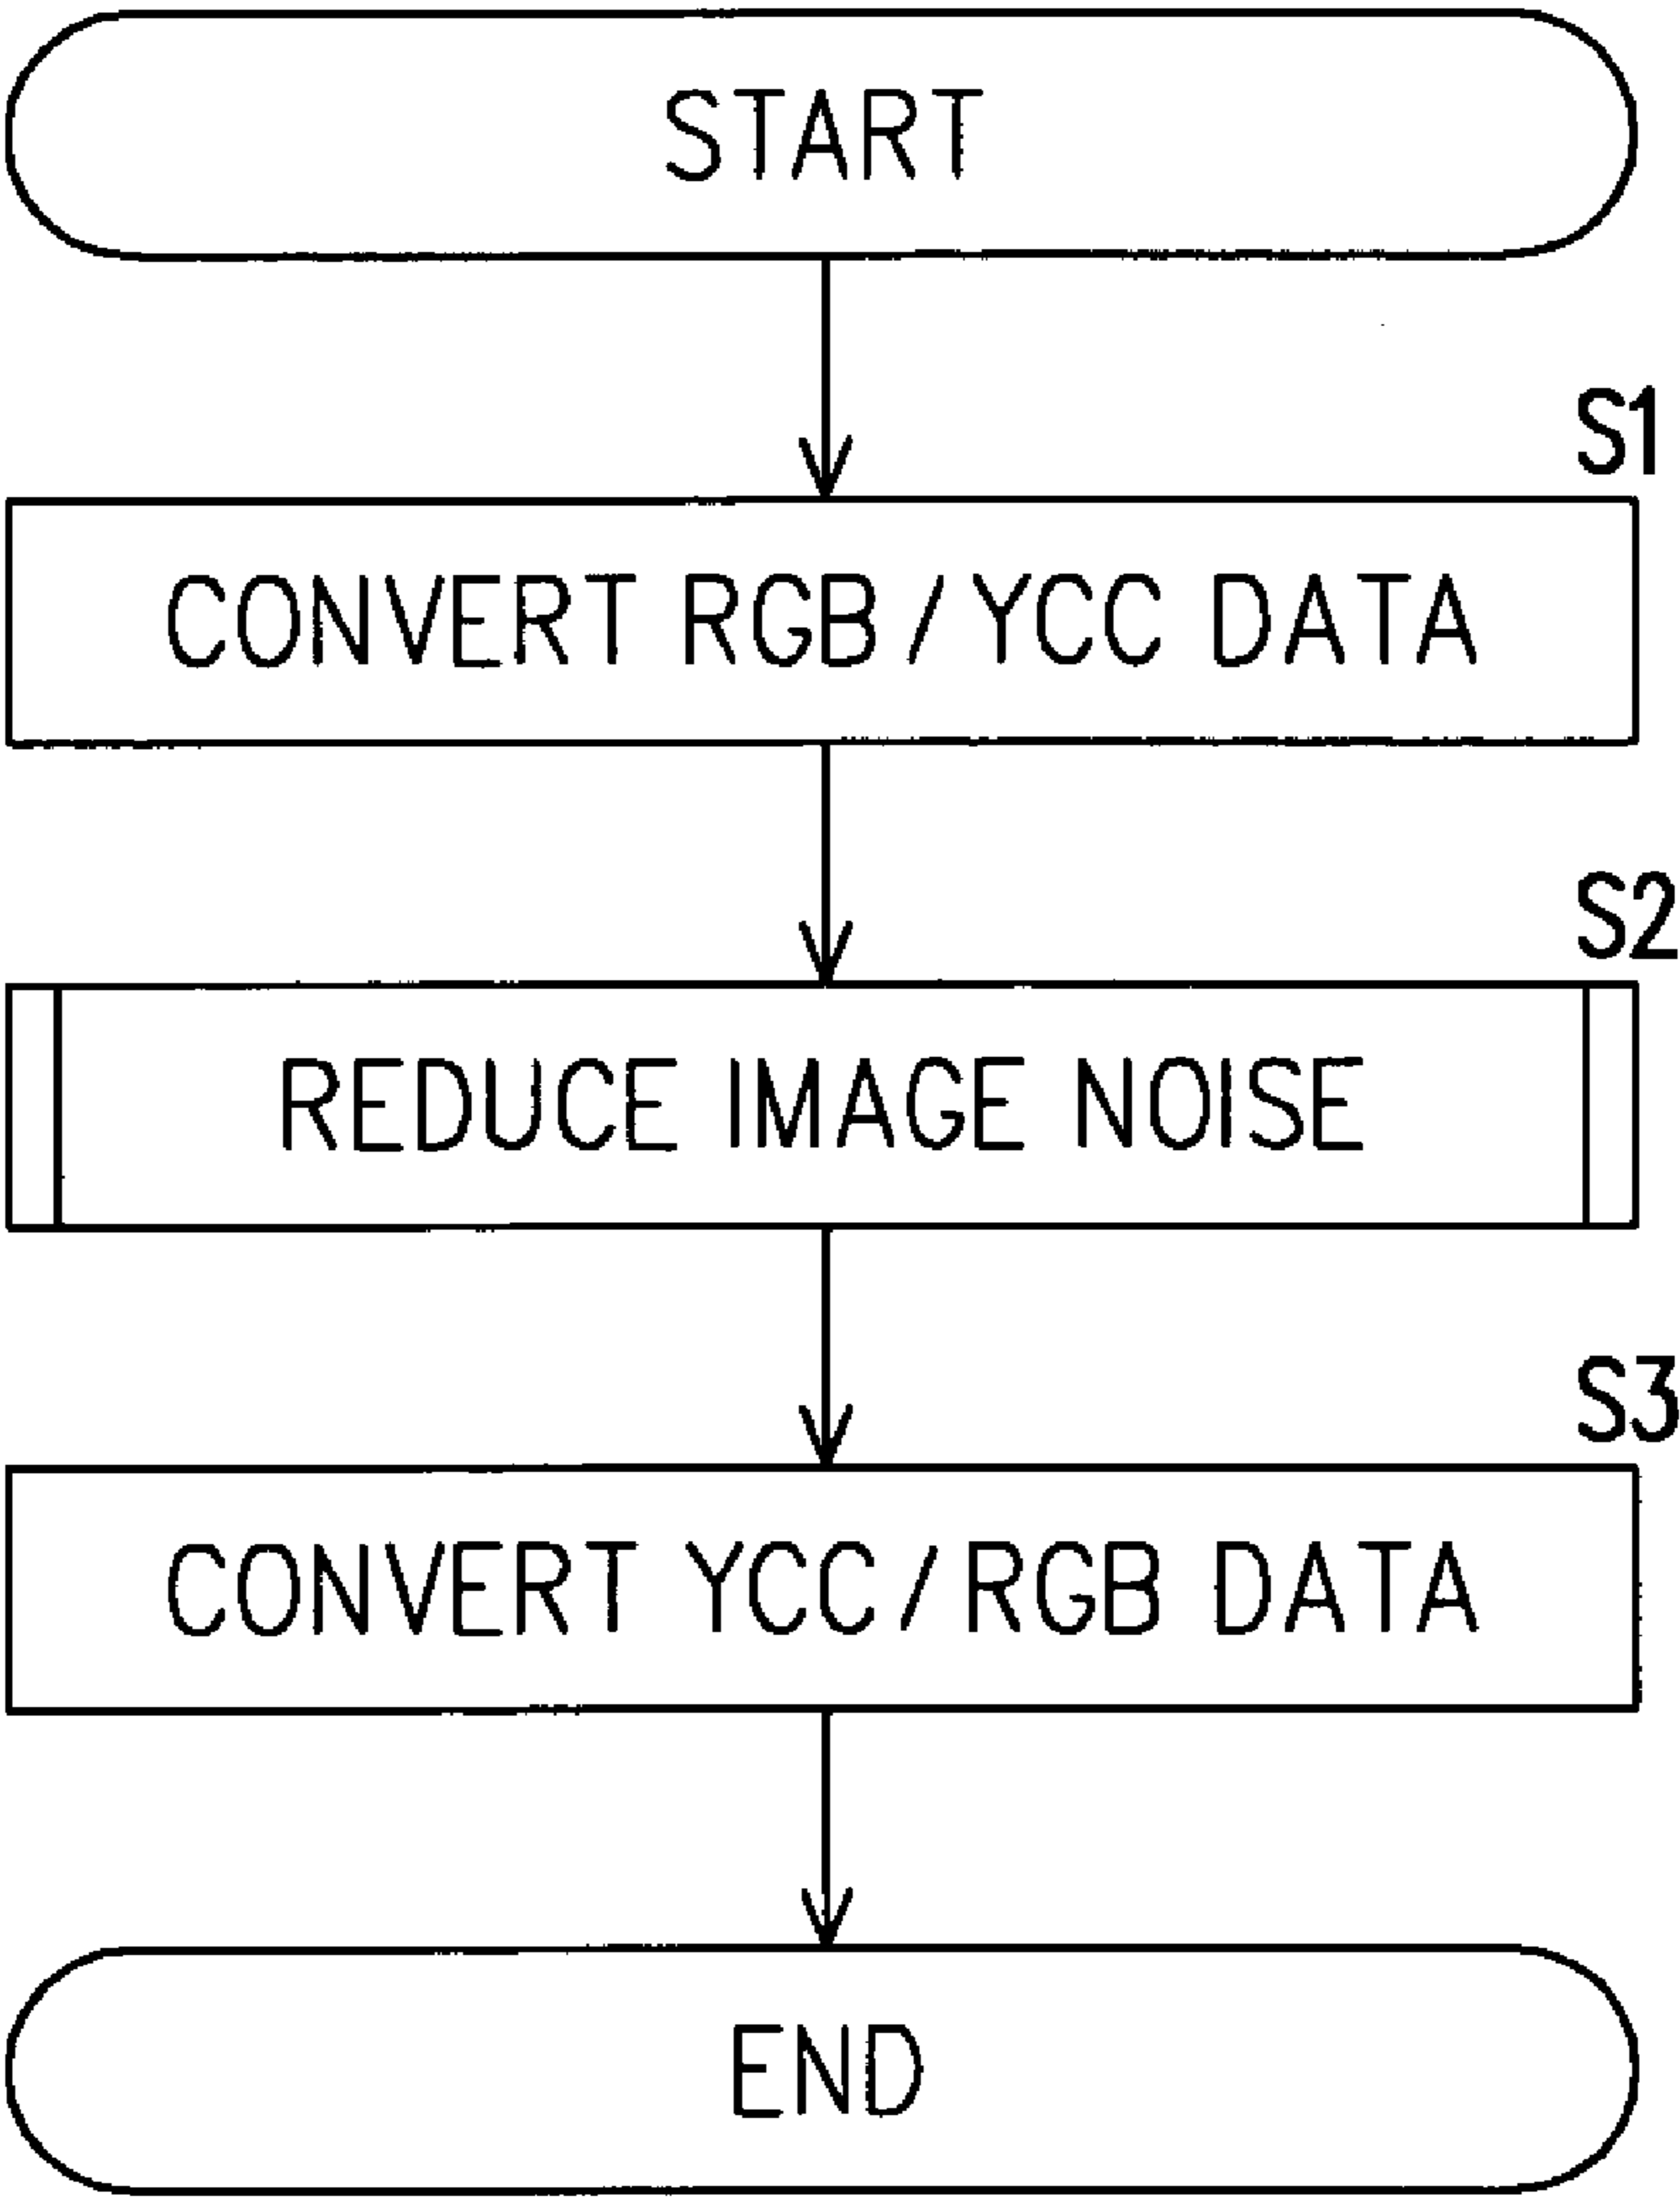 START
S1
CONVERT RGB/YCC DATA
S2
REDUCE IMAGE NOISE
S3
CONVERT YCC/RGB DATA
END